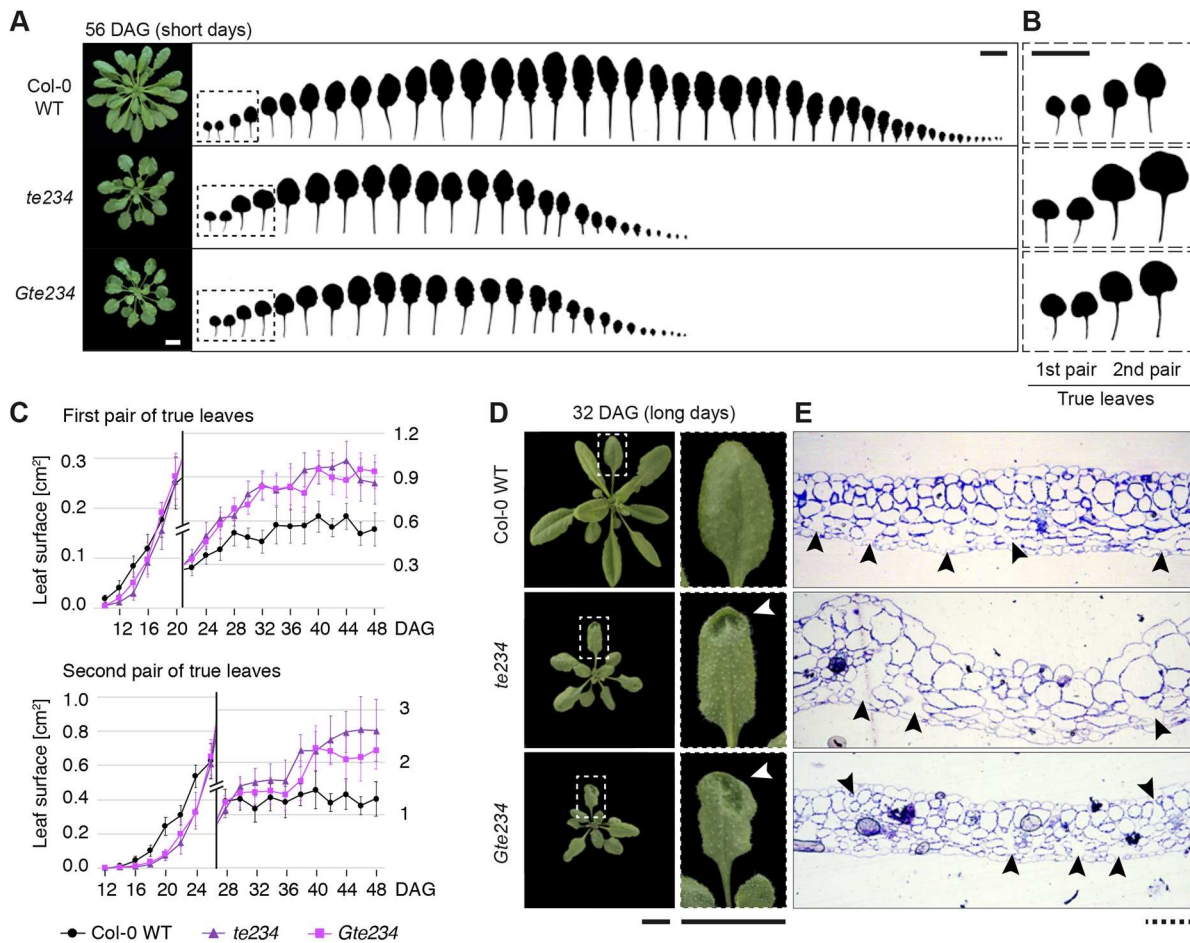 A
56 DAG (short days)
Col-0
WT
te234
Gte234
B
1st pair 2nd pair
True leaves
C
First pair of true leaves
Leaf surface [cm²]
0.3
0.2
0.1
0.0
1.2
0.9
0.6
0.3
12 16 20 24 28 32 36 40 44 48 DAG
Second pair of true leaves
Leaf surface [cm²]
1.0
0.8
0.6
0.4
0.2
0.0
3
2
1
12 16 20 24 28 32 36 40 44 48 DAG
Col-0 WT te234 Gte234
D
32 DAG (long days)
Col-0 WT
te234
Gte234
E